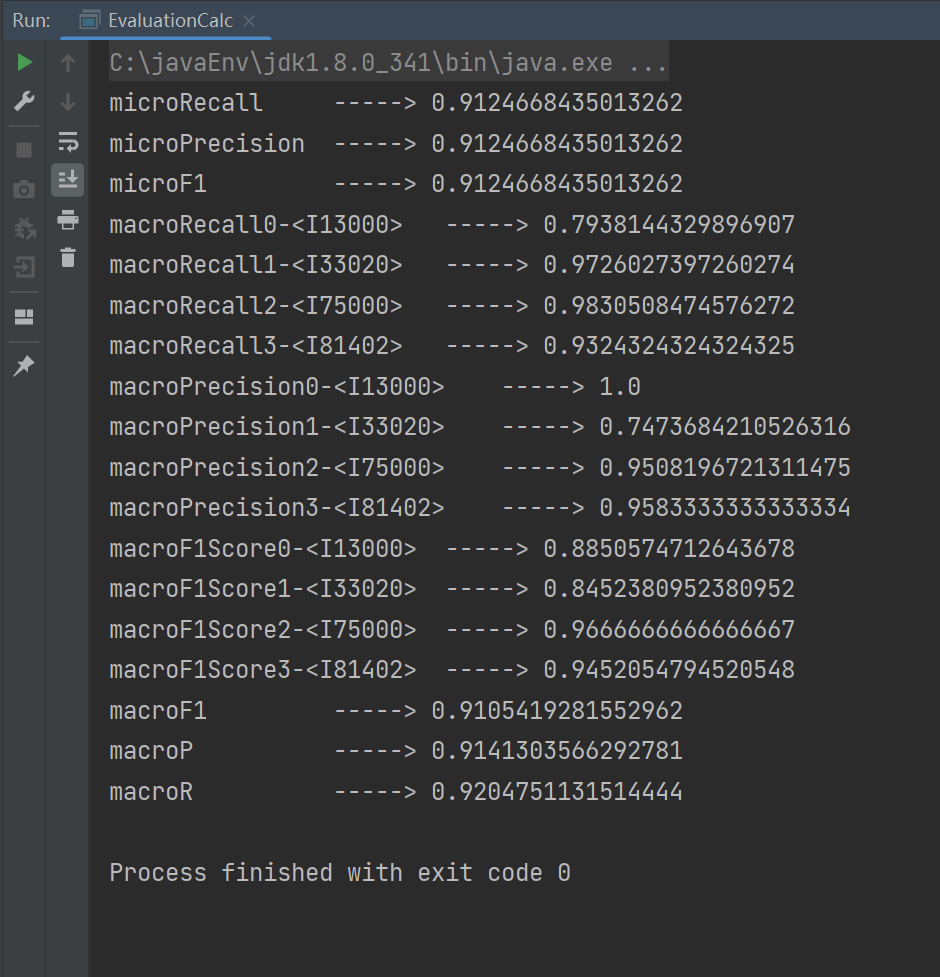 Run: EvaluationCalc
C:\javaEnv\jdk1.8.0_341\bin\java.exe ...
microRecall -----> 0.9124668435013262
microPrecision -----> 0.9124668435013262
microF1 -----> 0.9124668435013262
macroRecall0-<I13000> -----> 0.7938144329896907
macroRecall1-<I33020> -----> 0.9726027397260274
macroRecall2-<I75000> -----> 0.9830508474576272
macroRecall3-<I81402> -----> 0.9324324324324325
macroPrecision0-<I13000> -----> 1.0
macroPrecision1-<I33020> -----> 0.7473684210526316
macroPrecision2-<I75000> -----> 0.9508196721311475
macroPrecision3-<I81402> -----> 0.9583333333333334
macroF1Score0-<I13000> -----> 0.8850574712643678
macroF1Score1-<I33020> -----> 0.8452380952380952
macroF1Score2-<I75000> -----> 0.9666666666666667
macroF1Score3-<I81402> -----> 0.9452054794520548
macroF1 -----> 0.9105419281552962
macroP -----> 0.9141303566292781
macroR -----> 0.9204751131514444
Process finished with exit code 0